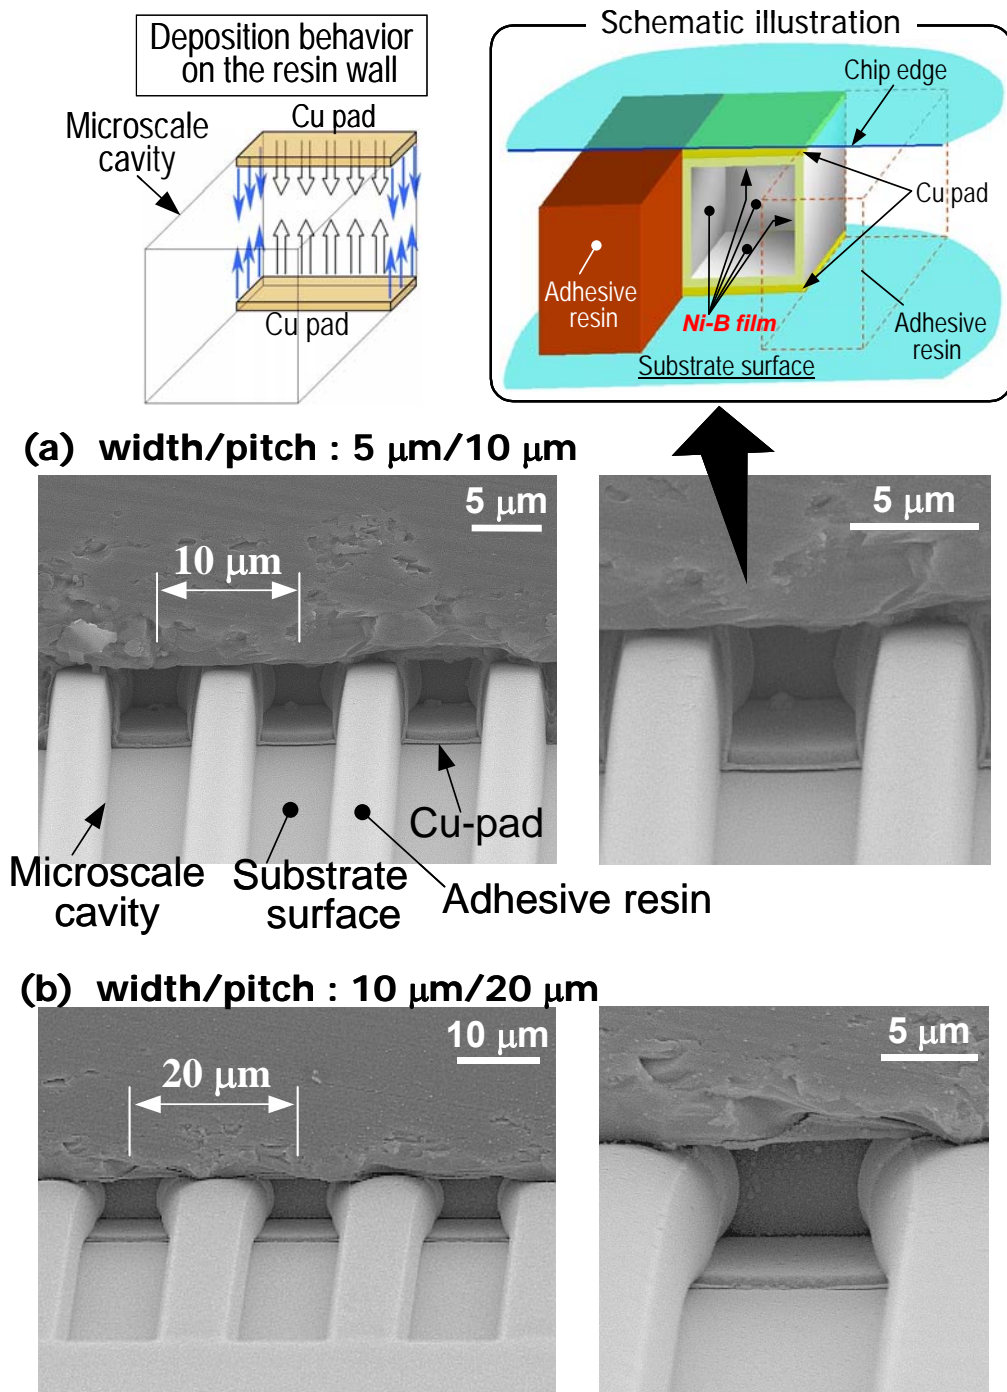 Deposition behavior
on the resin wall
Microscale
cavity
Cu pad
Cu pad
Schematic illustration
Chip edge
Cu pad
Adhesive
resin
Ni-B film
Adhesive
resin
Substrate surface
(a) width/pitch : 5 μm/10 μm
5 μm
10 μm
5 μm
Cu-pad
Microscale
cavity
Substrate
surface
Adhesive resin
(b) width/pitch : 10 μm/20 μm
10 μm
20 μm
5 μm